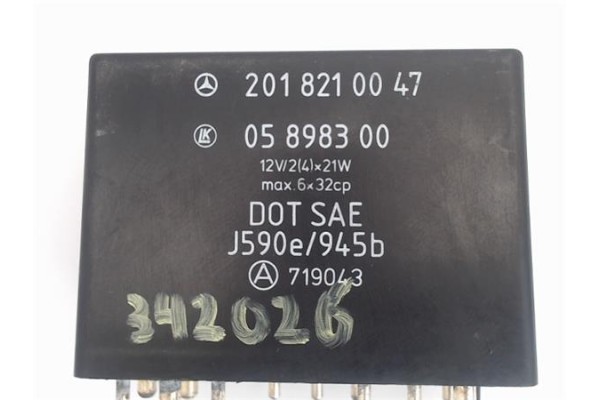 201 821 00 47
LK 05 8983 00
12V/2(4)×21W
max.6×32cp
DOT SAE
J590e/945b
A 719043
342026